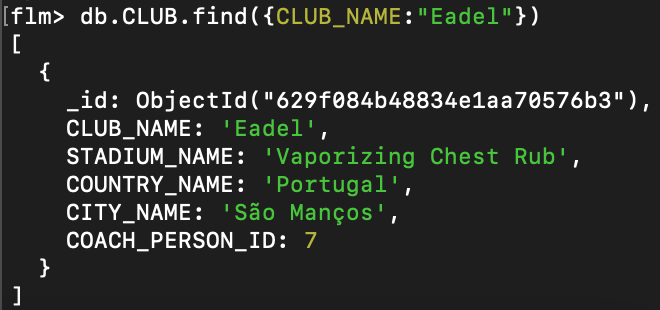 [flm> db.CLUB.find({CLUB_NAME:"Eadel"})
[
  {
    _id: ObjectId("629f084b48834e1aa70576b3"),
    CLUB_NAME: 'Eadel',
    STADIUM_NAME: 'Vaporizing Chest Rub',
    COUNTRY_NAME: 'Portugal',
    CITY_NAME: 'São Manços',
    COACH_PERSON_ID: 7
  }
]